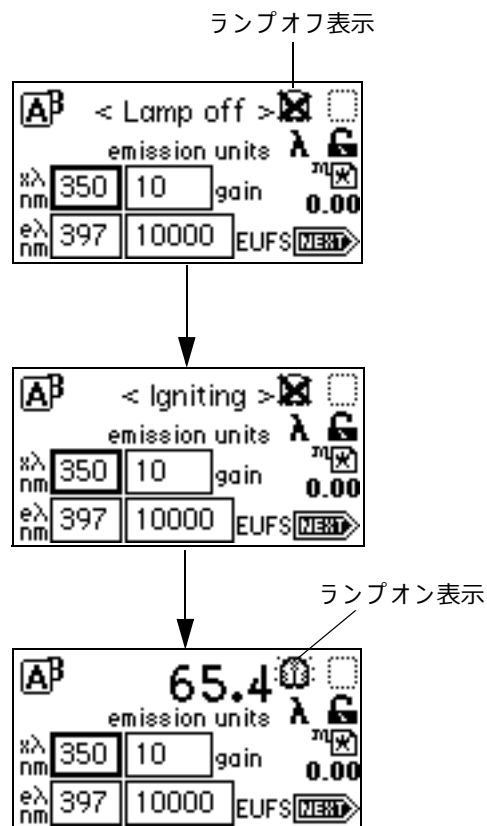 ランプオフ表示
AB < Lamp off >
emission units λ
xλ nm 350 10 gain 0.00
eλ nm 397 10000 EUFS NEXT
AB < Igniting >
emission units λ
xλ nm 350 10 gain 0.00
eλ nm 397 10000 EUFS NEXT
ランプオン表示
AB 65.4
emission units λ
xλ nm 350 10 gain 0.00
eλ nm 397 10000 EUFS NEXT